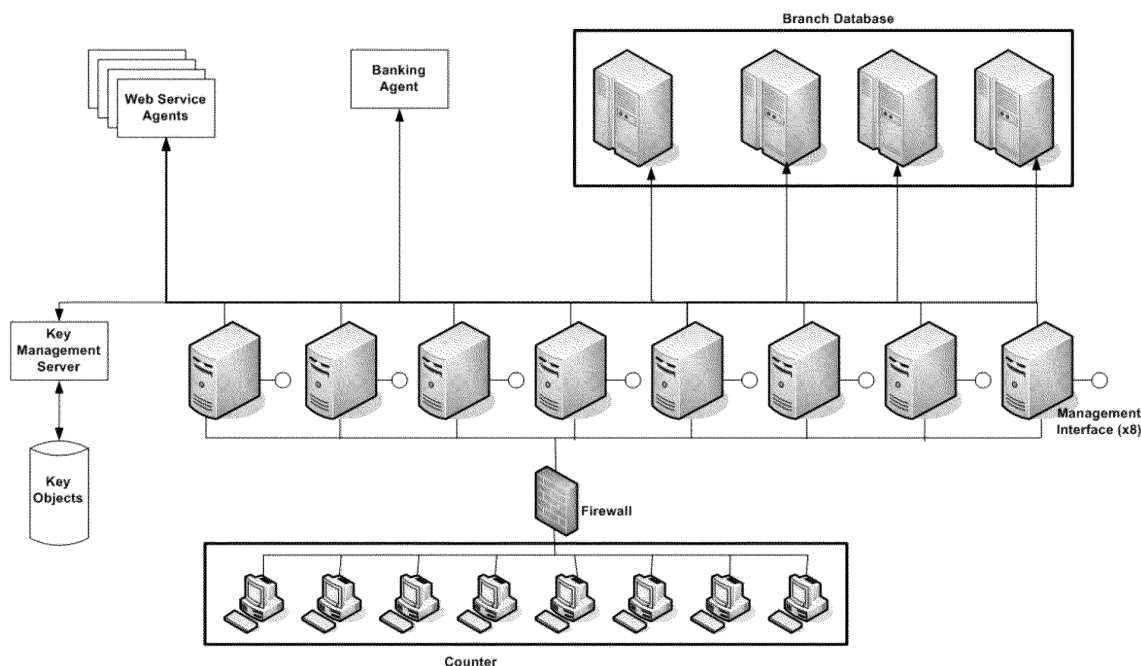 Branch Database
Web Service
Agents
Banking
Agent
Key
Management
Server
Management
Interface (x8)
Key
Objects
Firewall
Counter